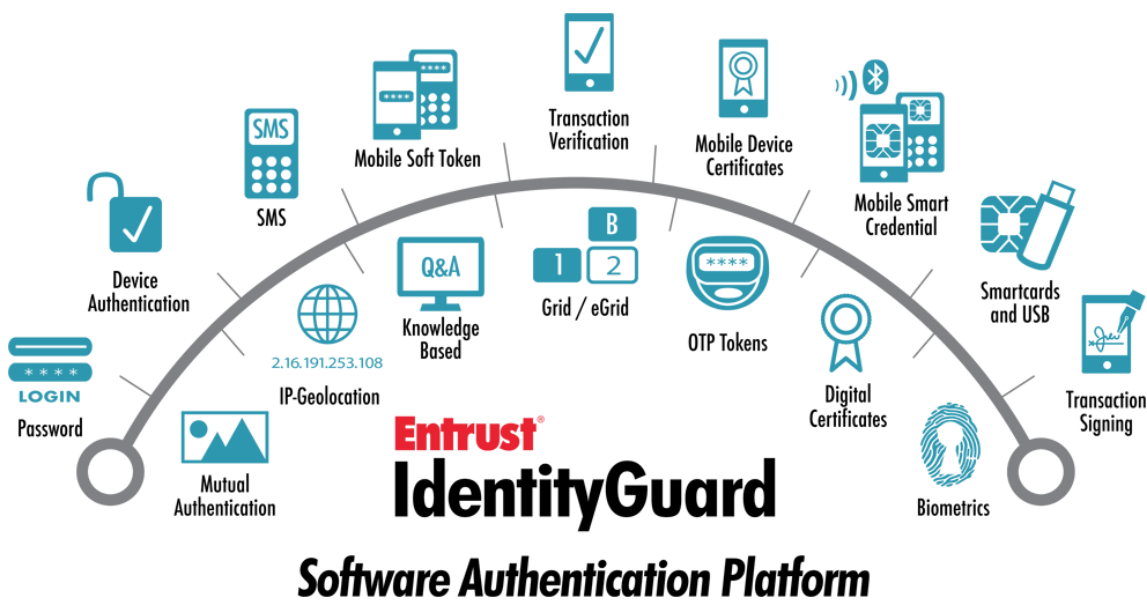 Transaction
Verification
Mobile Device
Certificates
****
****
Mobile Soft Token
Mobile Smart
Credential
SMS
SMS
Smartcards
and USB
Device
Authentication
B
1
2
Grid / eGrid
Q&A
Knowledge
Based
****
OTP Tokens
2.16.191.253.108
IP-Geolocation
Digital
Certificates
Transaction
Signing
****
LOGIN
Password
Mutual
Authentication
Biometrics
Entrust®
IdentityGuard
Software Authentication Platform